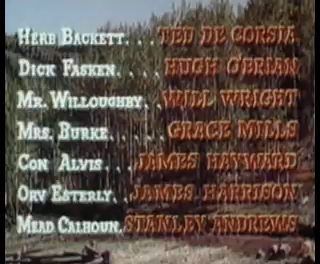 HERB BACKETT. . . TED DE CORSIA
DICK FASKEN. . . . HUGH O'BRIAN
MR. WILLOUGHBY. . WILL WRIGHT
MRS. BURKE. . . . . GRACE MILLS
CON ALVIS. . . . JAMES HAYWARD
ORV ESTERLY. . JAMES HARRISON
MEAD CALHOUN. STANLEY ANDREWS